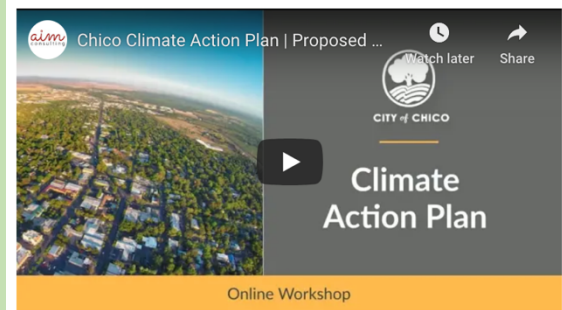 aim
consulting
Chico Climate Action Plan | Proposed ...
Watch later
Share
CITY of CHICO
Climate
Action Plan
Online Workshop